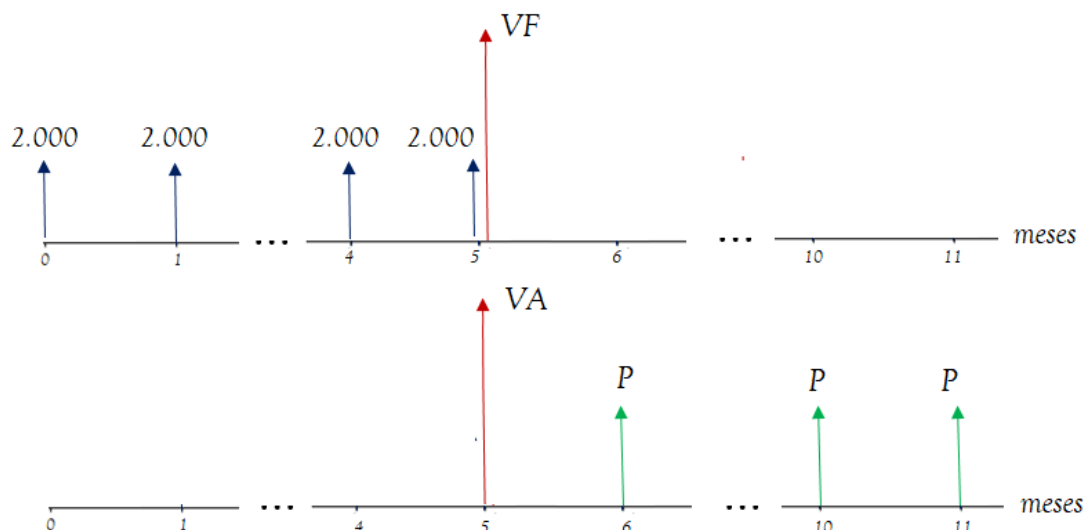 VF
2.000 2.000 2.000 2.000
... ... meses
0 1 4 5 6 10 11
VA
P P P
... ... meses
0 1 4 5 6 10 11